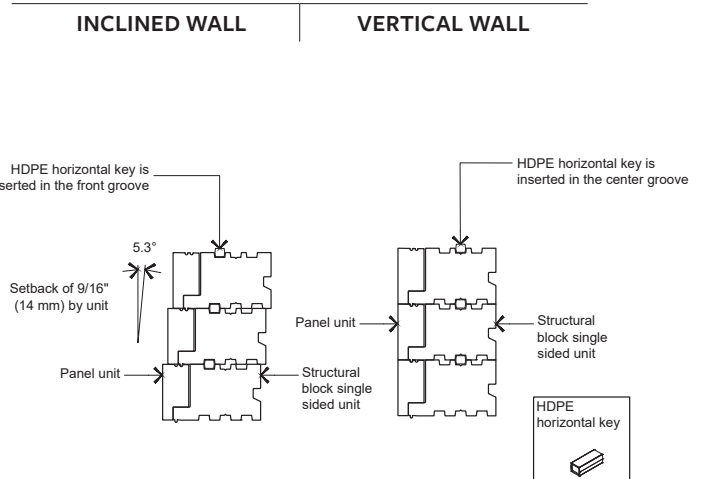 INCLINED WALL
VERTICAL WALL
HDPE horizontal key is
serted in the front groove
5.3°
Setback of 9/16"
(14 mm) by unit
Panel unit
Structural
block single
sided unit
HDPE horizontal key is
inserted in the center groove
Panel unit
Structural
block single
sided unit
HDPE
horizontal key